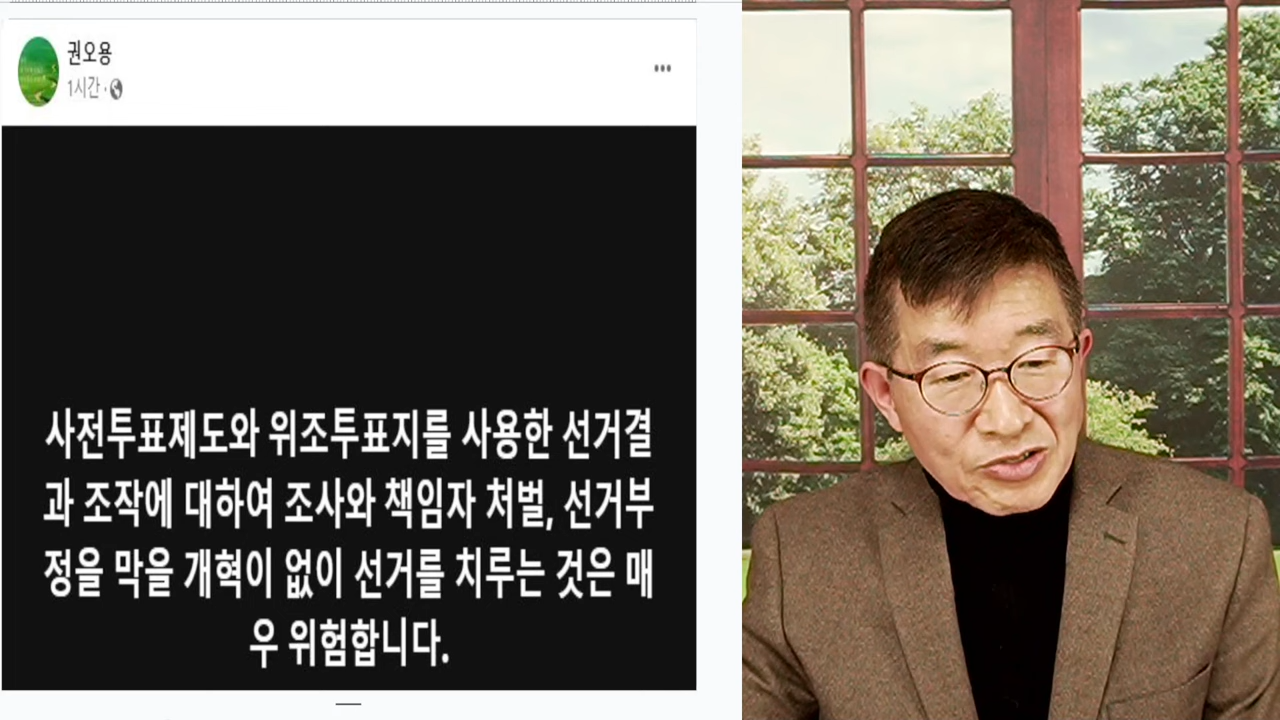 권오용
1시간 ·
사전투표제도와 위조투표지를 사용한 선거결
과 조작에 대하여 조사와 책임자 처벌, 선거부
정을 막을 개혁이 없이 선거를 치루는 것은 매
우 위험합니다.